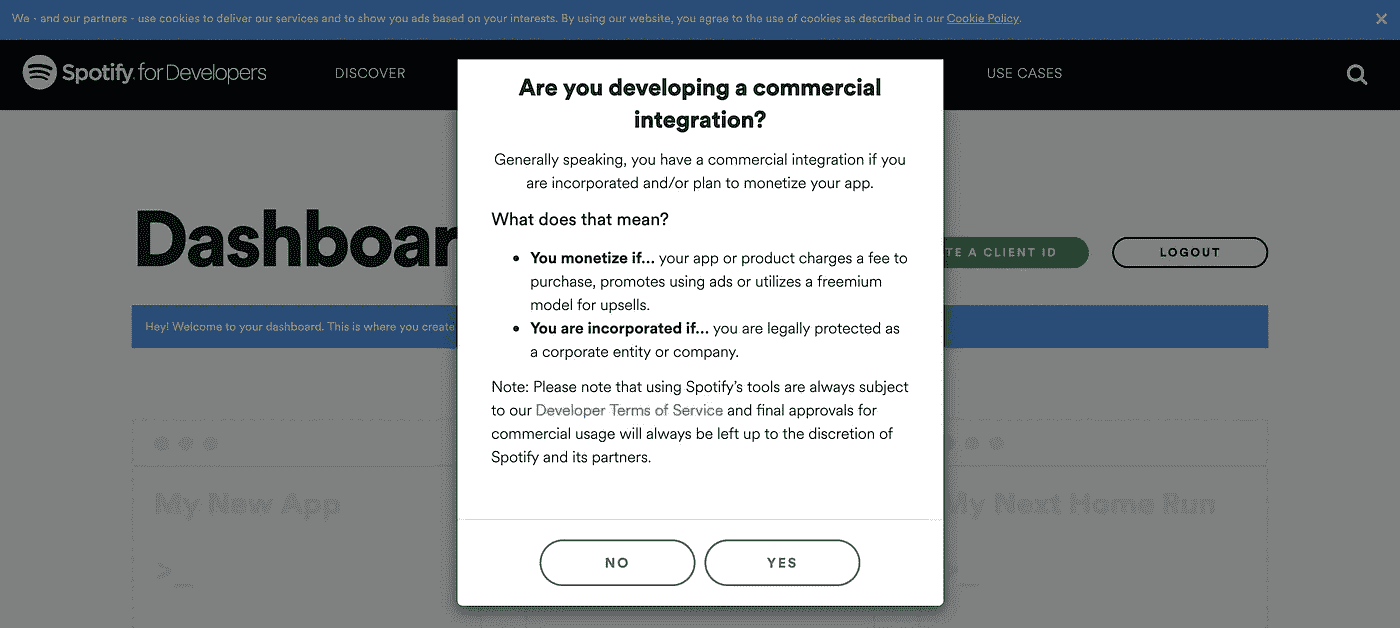 We - and our partners - use cookies to deliver our services and to show you ads based on your interests. By using our website, you agree to the use of cookies as described in our Cookie Policy.
Spotify for Developers
DISCOVER
USE CASES
Are you developing a commercial
integration?
Generally speaking, you have a commercial integration if you
are incorporated and/or plan to monetize your app.
What does that mean?
You monetize if... your app or product charges a fee to
purchase, promotes using ads or utilizes a freemium
model for upsells.
You are incorporated if... you are legally protected as
a corporate entity or company.
Note: Please note that using Spotify's tools are always subject
to our Developer Terms of Service and final approvals for
commercial usage will always be left up to the discretion of
Spotify and its partners.
NO
YES
Dashboar
TE A CLIENT ID
LOGOUT
Hey! Welcome to your dashboard. This is where you create
My New App
My Next Home Run
>_